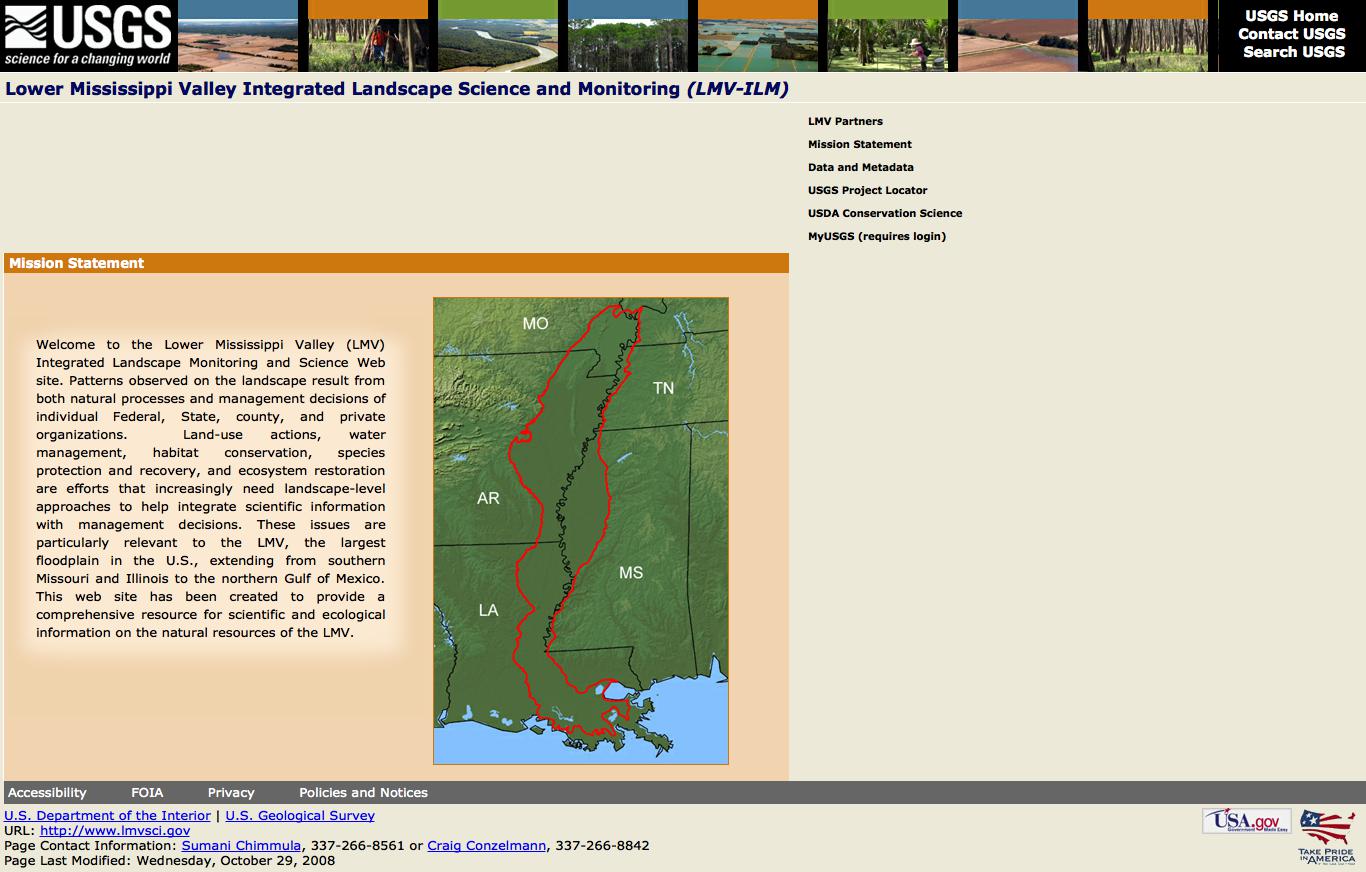 USGS
science for a changing world
USGS Home
Contact USGS
Search USGS
Lower Mississippi Valley Integrated Landscape Science and Monitoring (LMV-ILM)
LMV Partners
Mission Statement
Data and Metadata
USGS Project Locator
USDA Conservation Science
MyUSGS (requires login)
Mission Statement
Welcome to the Lower Mississippi Valley (LMV)
Integrated Landscape Monitoring and Science Web
site. Patterns observed on the landscape result from
both natural processes and management decisions of
individual Federal, State, county, and private
organizations. Land-use actions, water
management, habitat conservation, species
protection and recovery, and ecosystem restoration
are efforts that increasingly need landscape-level
approaches to help integrate scientific information
with management decisions. These issues are
particularly relevant to the LMV, the largest
floodplain in the U.S., extending from southern
Missouri and Illinois to the northern Gulf of Mexico.
This web site has been created to provide a
comprehensive resource for scientific and ecological
information on the natural resources of the LMV.
MO
TN
AR
MS
LA
Accessibility FOIA Privacy Policies and Notices
U.S. Department of the Interior | U.S. Geological Survey
URL: http://www.lmvsci.gov
Page Contact Information: Sumani Chimmula, 337-266-8561 or Craig Conzelmann, 337-266-8842
Page Last Modified: Wednesday, October 29, 2008
USA.gov
Government Made Easy
TAKE PRIDE
IN AMERICA